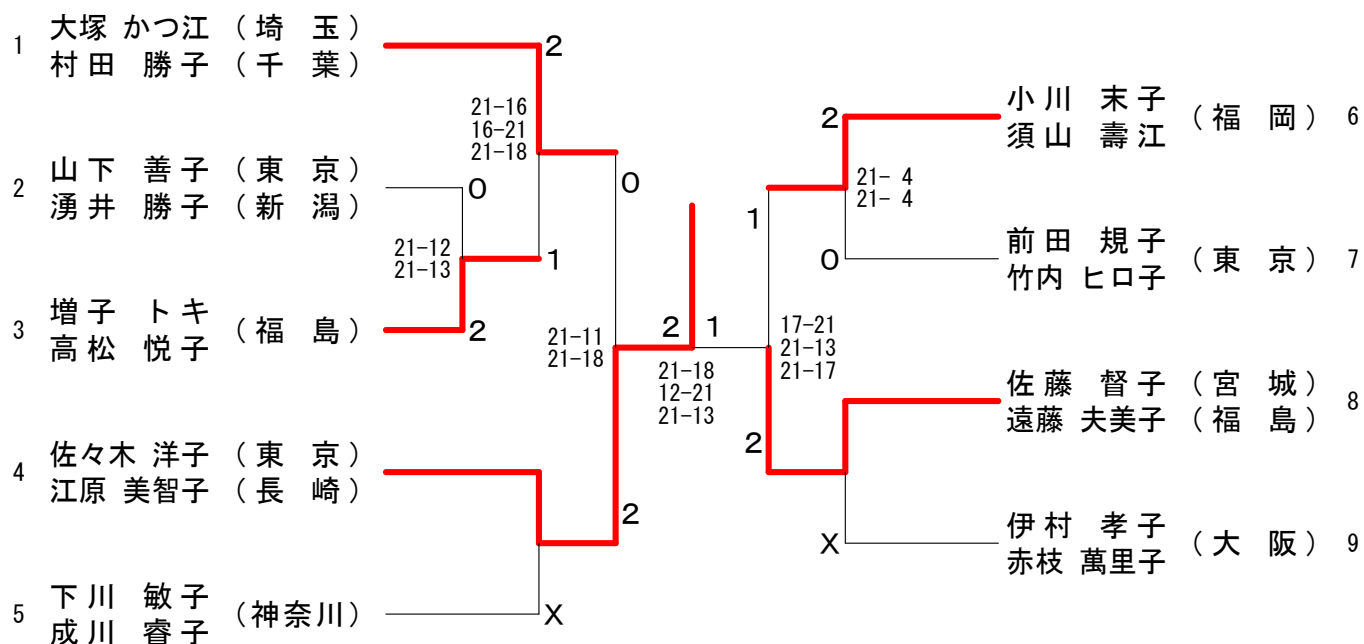 1 大塚 かつ江 （ 埼 玉 ）
村 田 勝 子 （ 千 葉 ）
2
21-16
16-21
21-18
2 山 下 善 子 （ 東 京 ）
湧 井 勝 子 （ 新 潟 ）
0
0
21-12
21-13
1
3 増 子 ト キ （ 福 島 ）
高 松 悦 子
2
21-11
21-18
2 1
21-18
12-21
21-13
4 佐々木 洋子 （ 東 京 ）
江原 美智子 （ 長 崎 ）
2
5 下 川 敏 子 （神奈川）
成 川 睿 子
X
小 川 末 子 （ 福 岡 ） 6
須 山 壽 江
2
21- 4
21- 4
1
前 田 規 子 （ 東 京 ） 7
竹内 ヒロ子
0
17-21
21-13
21-17
佐 藤 督 子 （ 宮 城 ） 8
遠藤 夫美子 （ 福 島 ）
2
伊 村 孝 子 （ 大 阪 ） 9
赤枝 萬里子
X